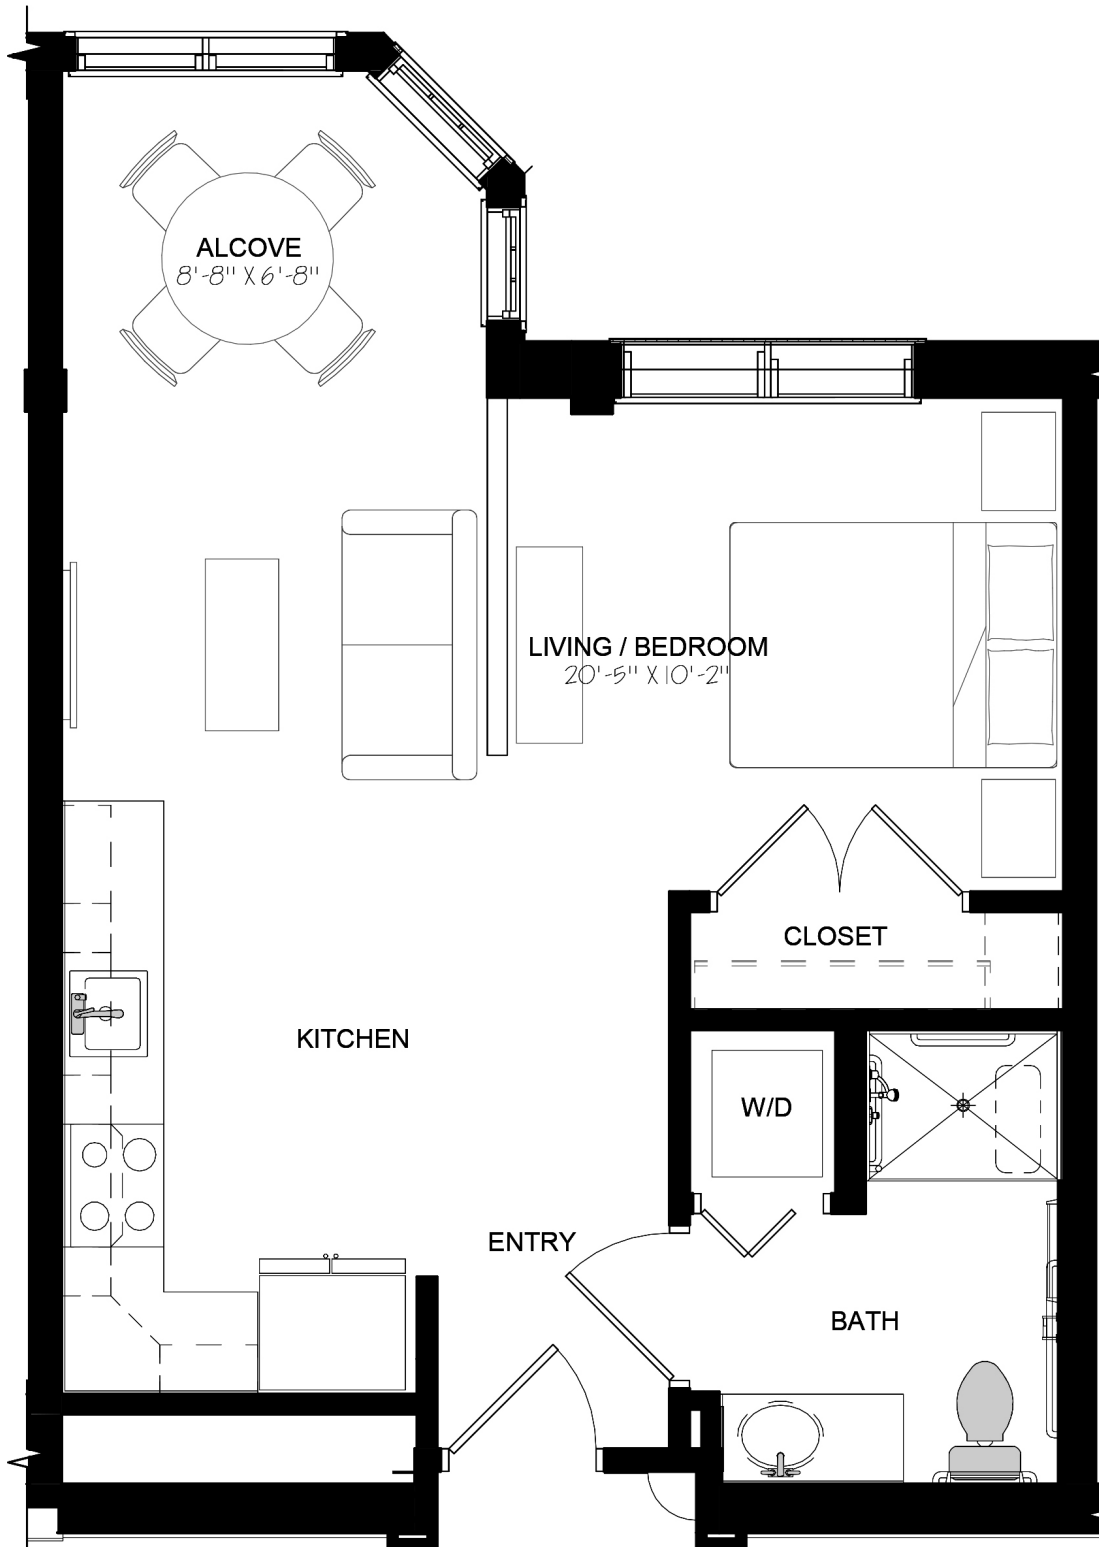 ALCOVE
8'-8" X 6'-8"
LIVING / BEDROOM
20'-5" X 10'-2"
CLOSET
KITCHEN
W/D
ENTRY
BATH